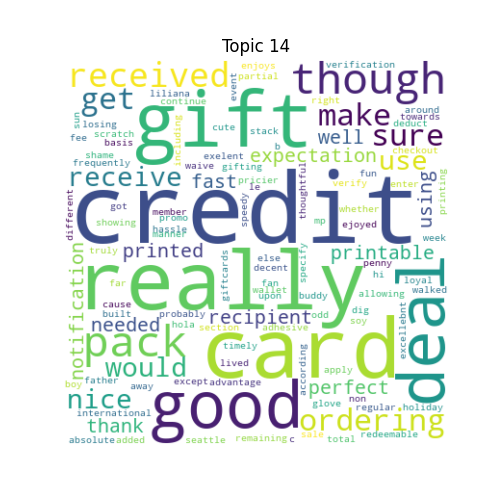 Topic 14
enjoys verification
received liliana partial event though
continue right
get sun gift make around deduct
losing cute stack towards
fee scratch including b well sure checkout
shame basis exelent expectation use
frequently waive gifting
receive fast le thoughtful fun verify enter using printing
credit
different got member speedy mp whether
showing promo hassle ejoyed week
truly manner penny
notification printed else specify printable
far decent giftcards wallet fan upon hi loyal
cause buddy allowing walked
really
built probably odd dig deal
needed hola section recipient adhesive soy excellebnt
pack would timely card
lived according apply
boy father away except advantage perfect
nice international good glove non regular holiday
thank ordering
absolute added seattle remaining c sale total redeemable